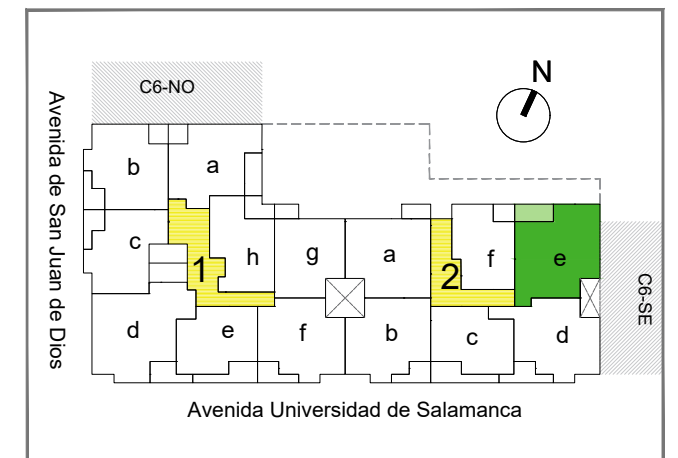 C6-NO
N
Avenida de San Juan de Dios
b
a
c
1
h
g
a
2
f
e
C6-SE
d
e
f
b
c
d
Avenida Universidad de Salamanca